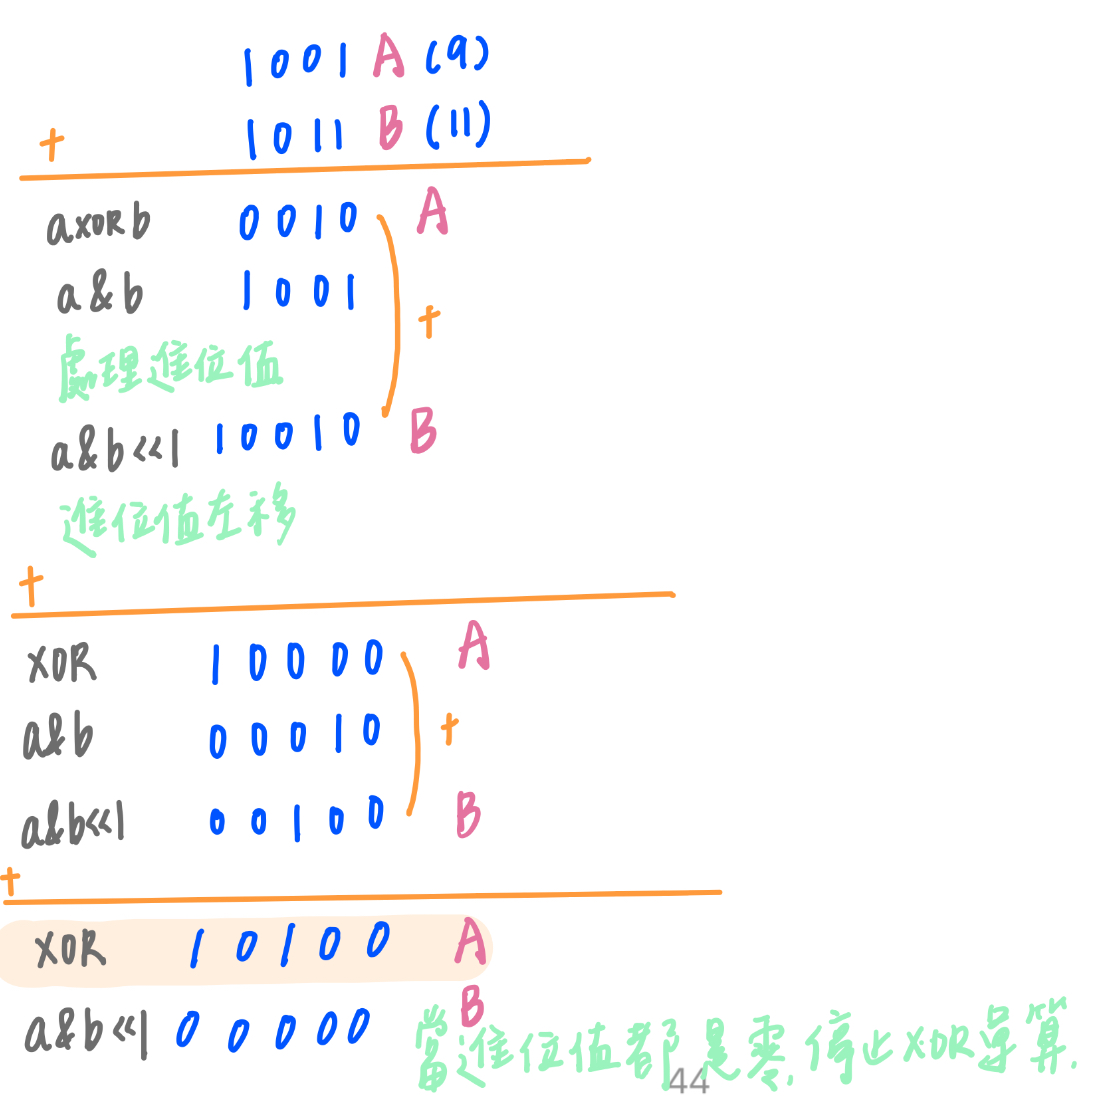 1001 A (9)
+ 1011 B (11)
a XOR b 0010 A
a&b 1001
+
處理進位值
a&b<<1 10010 B
進位值左移
+
XOR 10000 A
a&b 00010 +
a&b<<1 00100 B
+
XOR 10100 A
a&b<<1 00000 B
當進位值都是零,停止XOR運算.
44